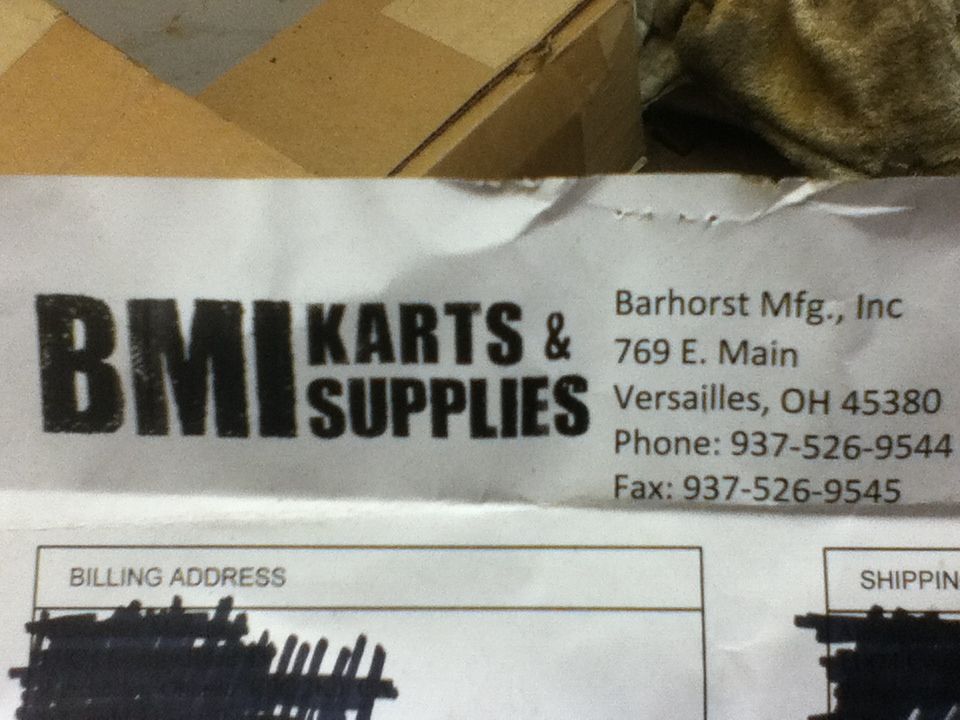 BMI KARTS &
SUPPLIES
Barhorst Mfg., Inc
769 E. Main
Versailles, OH 45380
Phone: 937-526-9544
Fax: 937-526-9545
BILLING ADDRESS
SHIPPIN